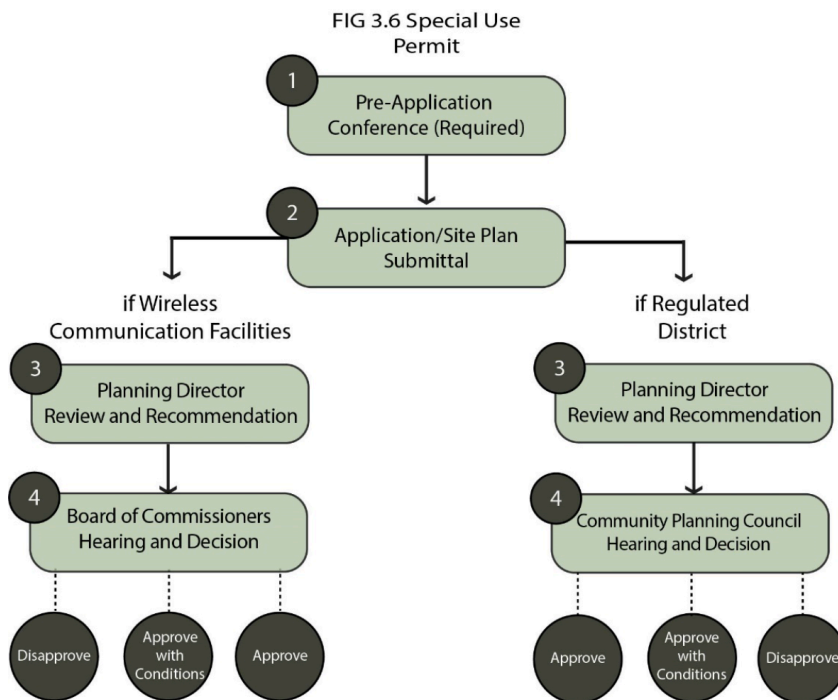 FIG 3.6 Special Use
Permit
1
Pre-Application
Conference (Required)
2
Application/Site Plan
Submittal
if Wireless
Communication Facilities
3
Planning Director
Review and Recommendation
4
Board of Commissioners
Hearing and Decision
Disapprove
Approve
with
Conditions
Approve
if Regulated
District
3
Planning Director
Review and Recommendation
4
Community Planning Council
Hearing and Decision
Approve
Approve
with
Conditions
Disapprove